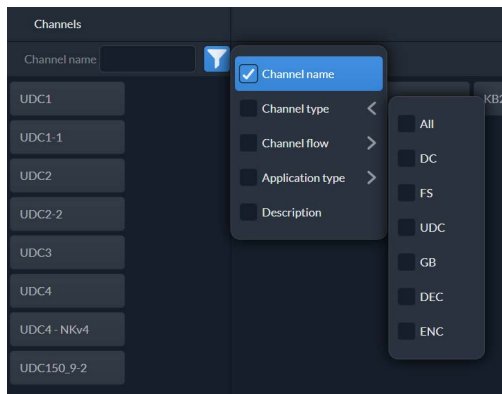 Channels
Channel name
UDC1
UDC1-1
UDC2
UDC2-2
UDC3
UDC4
UDC4 - NKv4
UDC150_9-2
Channel name
Channel type
Channel flow
Application type
Description
All
DC
FS
UDC
GB
DEC
ENC
KB2